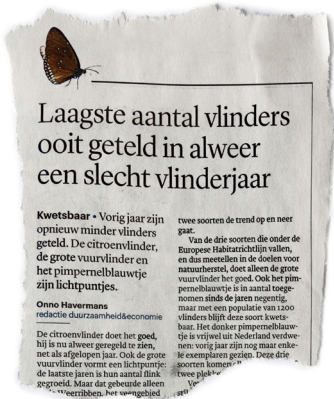 Laagste aantal vlinders
ooit geteld in alweer
een slecht vlinderjaar
Kwetsbaar • Vorig jaar zijn
opnieuw minder vlinders
geteld. De citroenvlinder,
de grote vuurvlinder en
het pimpernelblauwtje
zijn lichtpuntjes.
Onno Havermans
redactie duurzaamheid&economie
De citroenvlinder doet het goed,
hij is nu alweer geregeld te zien,
net als afgelopen jaar. Ook de grote
vuurvlinder vormt een lichtpuntje:
de laatste jaren is hun aantal flink
gegroeid. Maar dat gebeurde alleen
Weerribben, het veengebied
twee soorten de trend op en neer
gaat.
Van de drie soorten die onder de
Europese Habitatrichtlijn vallen,
en dus meetellen in de doelen voor
natuurherstel, doet alleen de grote
vuurvlinder het goed. Ook het pim-
pernelblauwtje is in aantal toege-
nomen sinds de jaren negentig,
maar met een populatie van 1200
vlinders blijft deze soort kwets-
baar. Het donker pimpernelblauw-
tje is vrijwel uit Nederland verdwe-
nen: vorig jaar zijn nog maar enke-
le exemplaren gezien. Deze drie
soorten komen
twee